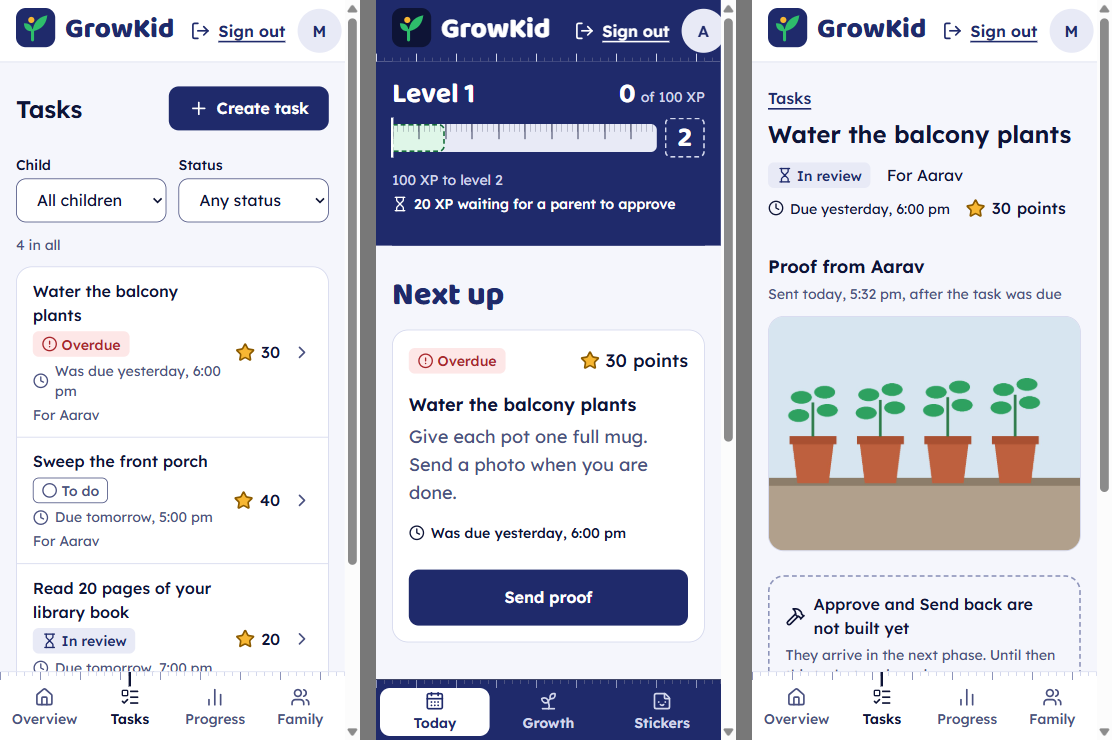 GrowKid
Sign out
M
Tasks
Create task
Child
Status
All children
Any status
4 in all
Water the balcony
plants
Overdue
Was due yesterday, 6:00
pm
For Aarav
30
Sweep the front porch
To do
Due tomorrow, 5:00 pm
For Aarav
40
Read 20 pages of your
library book
In review
Due tomorrow, 7:00 pm
20
Overview
Tasks
Progress
Family
GrowKid
Sign out
A
Level 1
0 of 100 XP
2
100 XP to level 2
20 XP waiting for a parent to approve
Next up
Overdue
30 points
Water the balcony plants
Give each pot one full mug.
Send a photo when you are
done.
Was due yesterday, 6:00 pm
Send proof
Today
Growth
Stickers
GrowKid
Sign out
M
Tasks
Water the balcony plants
In review
For Aarav
Due yesterday, 6:00 pm
30 points
Proof from Aarav
Sent today, 5:32 pm, after the task was due
Approve and Send back are
not built yet
They arrive in the next phase. Until then
Overview
Tasks
Progress
Family